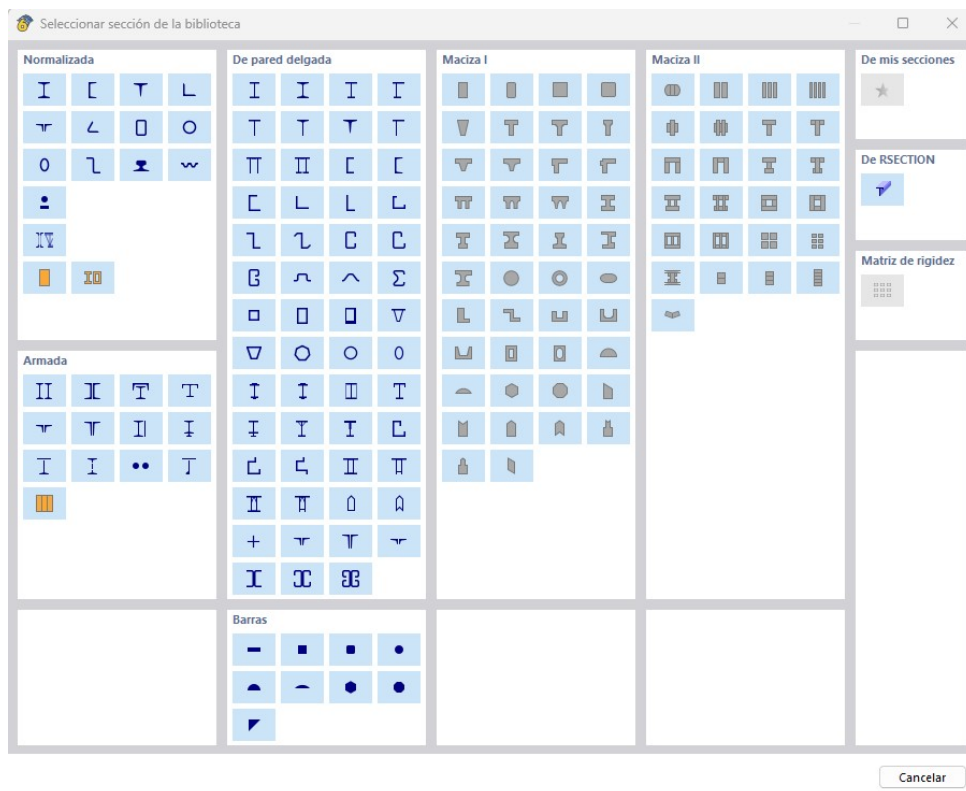 Seleccionar sección de la biblioteca
Normalizada
De pared delgada
Maciza I
Maciza II
De mis secciones
De RSECTION
Matriz de rigidez
Armada
Barras
Cancelar